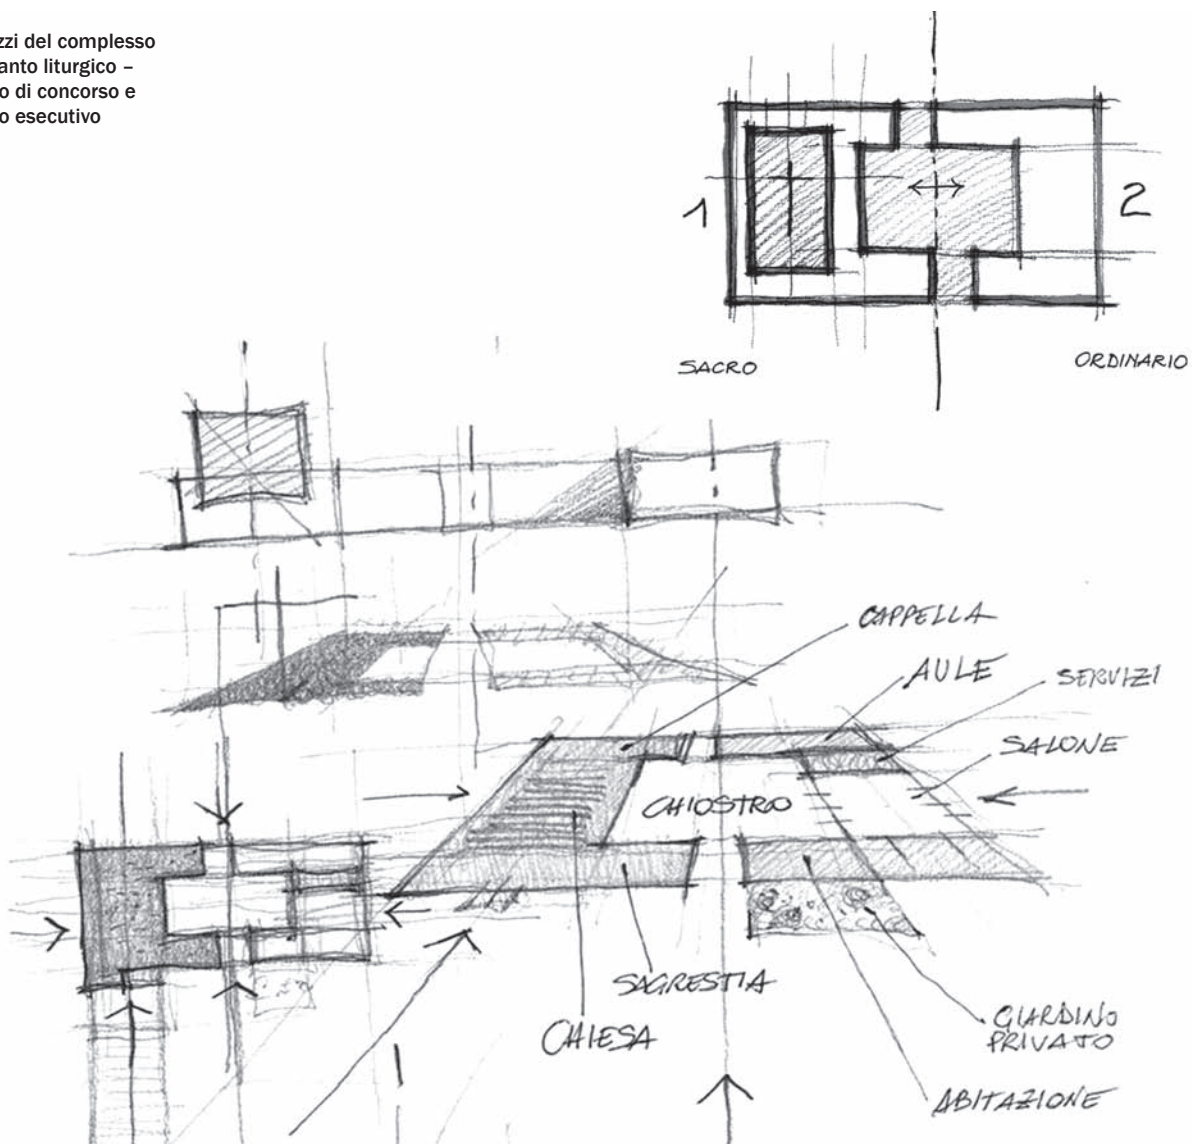 zzi del complesso
anto liturgico –
o di concorso e
o esecutivo
1
2
SACRO
ORDINARIO
CAPPELLA
AULE
SERVIZI
SALONE
CHIOSTRO
SAGRESTIA
CHIESA
GIARDINO
PRIVATO
ABITAZIONE